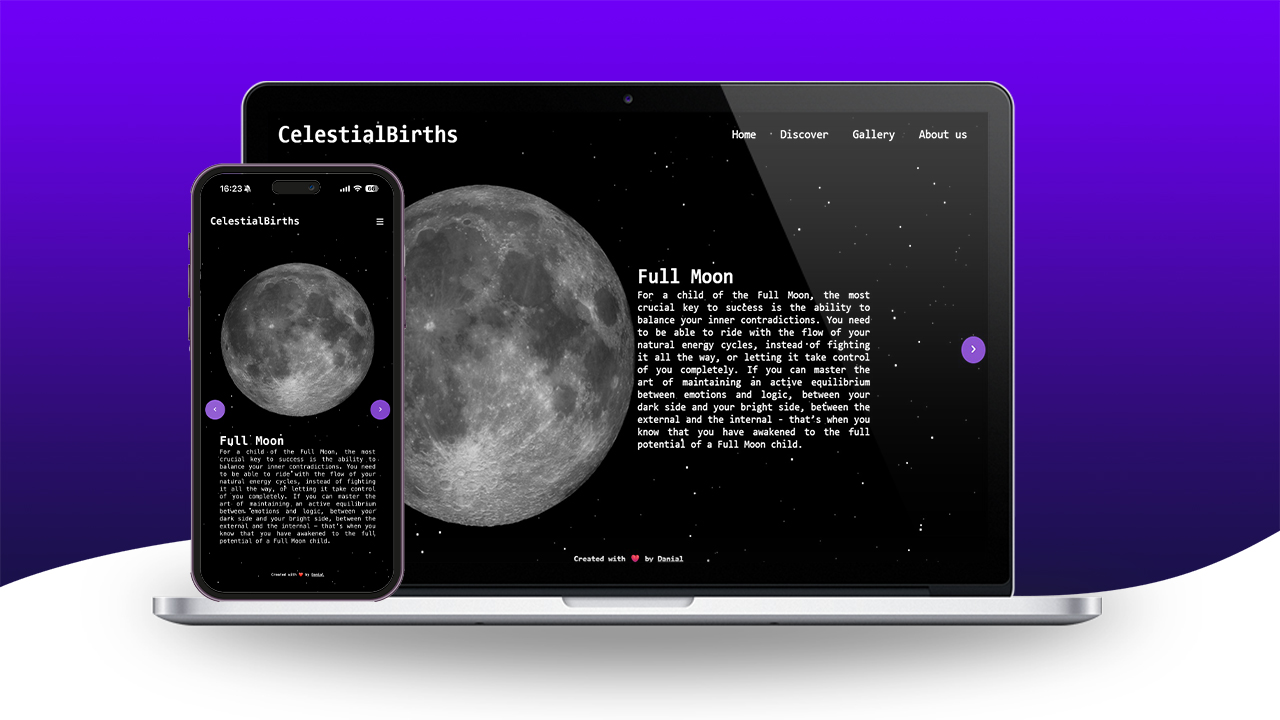 CelestialBirths
Home Discover Gallery About us
Full Moon
For a child of the Full Moon, the most
crucial key to success is the ability to
balance your inner contradictions. You need
to be able to ride with the flow of your
natural energy cycles, instead of fighting
it all the way, or letting it take control
of you completely. If you can master the
art of maintaining an active equilibrium
between emotions and logic, between your
dark side and your bright side, between the
external and the internal – that's when you
know that you have awakened to the full
potential of a Full Moon child.
Created with ❤ by Danial
16:23
CelestialBirths
Full Moon
For a child of the Full Moon, the most
crucial key to success is the ability to
balance your inner contradictions. You need
to be able to ride with the flow of your
natural energy cycles, instead of fighting
it all the way, or letting it take control
of you completely. If you can master the
art of maintaining an active equilibrium
between emotions and logic, between your
dark side and your bright side, between the
external and the internal – that's when you
know that you have awakened to the full
potential of a Full Moon child.
Created with ❤ by Danial